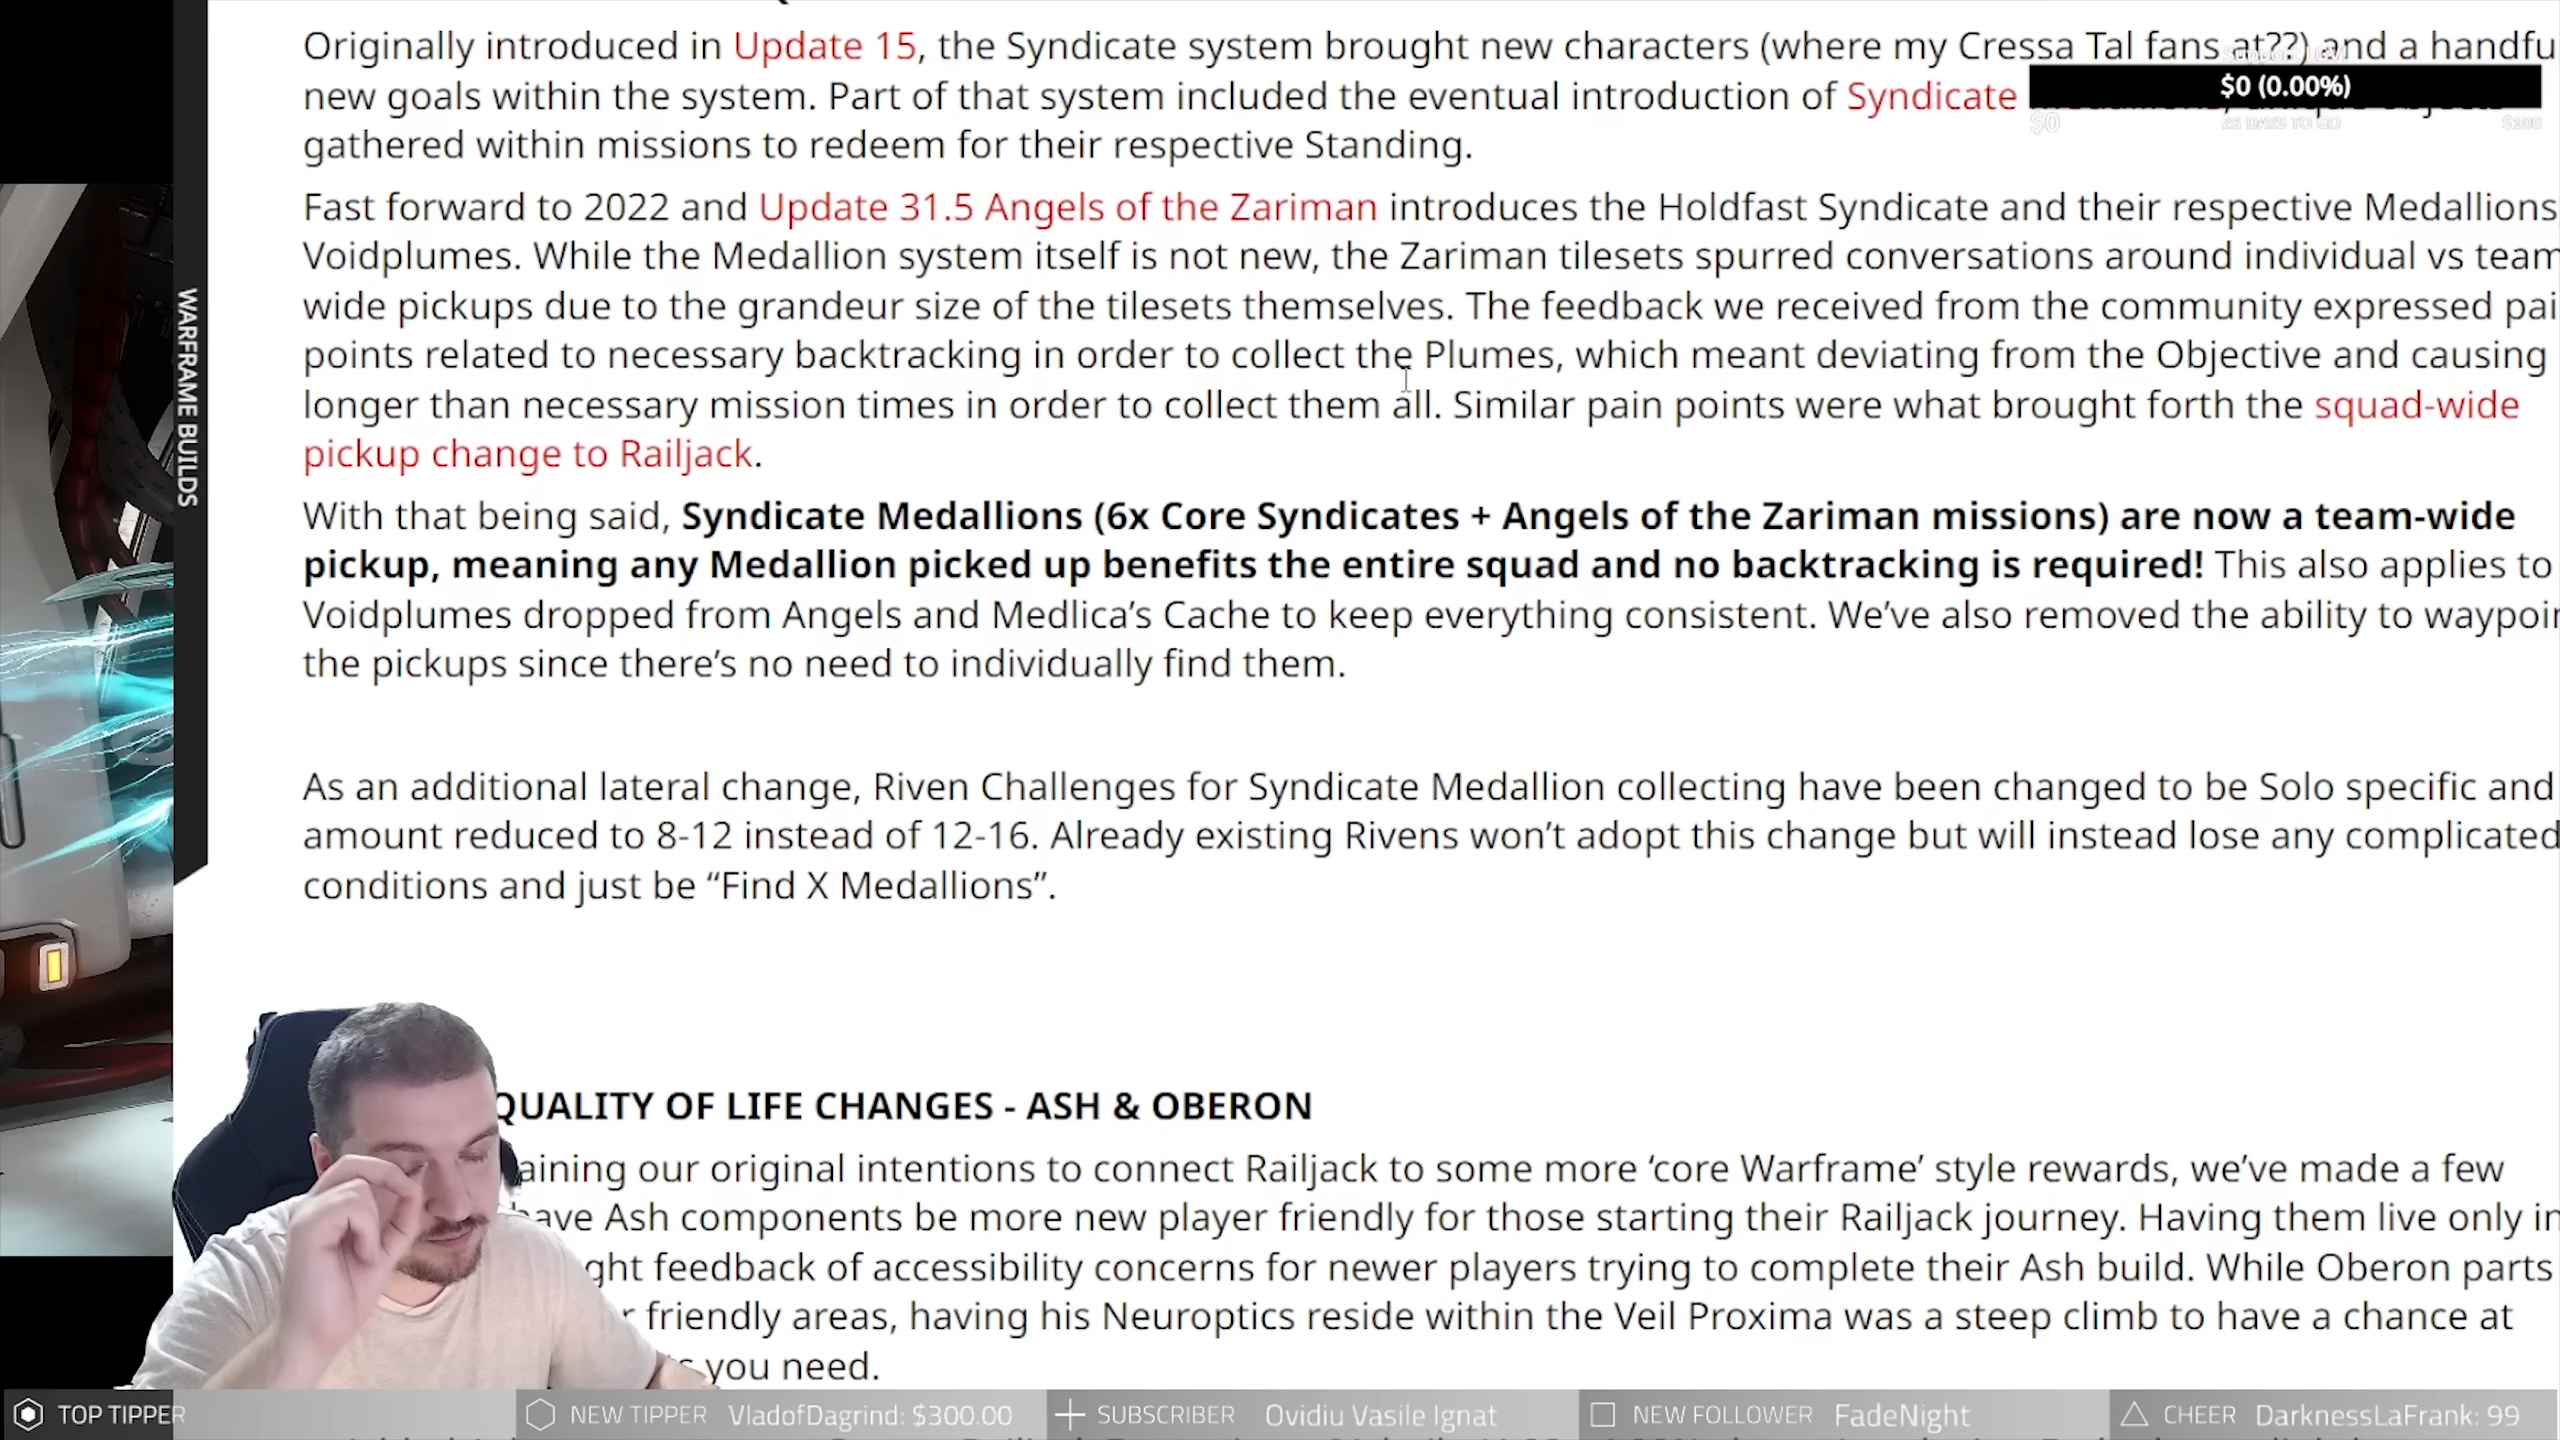 Originally introduced in Update 15, the Syndicate system brought new characters (where my Cressa Tal fans at??) and a handfu
new goals within the system. Part of that system included the eventual introduction of Syndicate
gathered within missions to redeem for their respective Standing.
$0 (0.00%)
$0 25 DAYS TO GO $100
Fast forward to 2022 and Update 31.5 Angels of the Zariman introduces the Holdfast Syndicate and their respective Medallions
Voidplumes. While the Medallion system itself is not new, the Zariman tilesets spurred conversations around individual vs team
wide pickups due to the grandeur size of the tilesets themselves. The feedback we received from the community expressed pai
points related to necessary backtracking in order to collect the Plumes, which meant deviating from the Objective and causing
longer than necessary mission times in order to collect them all. Similar pain points were what brought forth the squad-wide
pickup change to Railjack.
With that being said, Syndicate Medallions (6x Core Syndicates + Angels of the Zariman missions) are now a team-wide
pickup, meaning any Medallion picked up benefits the entire squad and no backtracking is required! This also applies to
Voidplumes dropped from Angels and Medlica’s Cache to keep everything consistent. We’ve also removed the ability to waypoin
the pickups since there’s no need to individually find them.
As an additional lateral change, Riven Challenges for Syndicate Medallion collecting have been changed to be Solo specific and
amount reduced to 8-12 instead of 12-16. Already existing Rivens won’t adopt this change but will instead lose any complicated
conditions and just be “Find X Medallions”.
WARFRAME BUILDS
QUALITY OF LIFE CHANGES - ASH & OBERON
aining our original intentions to connect Railjack to some more ‘core Warframe’ style rewards, we’ve made a few
have Ash components be more new player friendly for those starting their Railjack journey. Having them live only in
ght feedback of accessibility concerns for newer players trying to complete their Ash build. While Oberon parts
r friendly areas, having his Neuroptics reside within the Veil Proxima was a steep climb to have a chance at
s you need.
TOP TIPPER
NEW TIPPER VladofDagrind: $300.00
SUBSCRIBER Ovidiu Vasile Ignat
NEW FOLLOWER FadeNight
CHEER DarknessLaFrank: 99